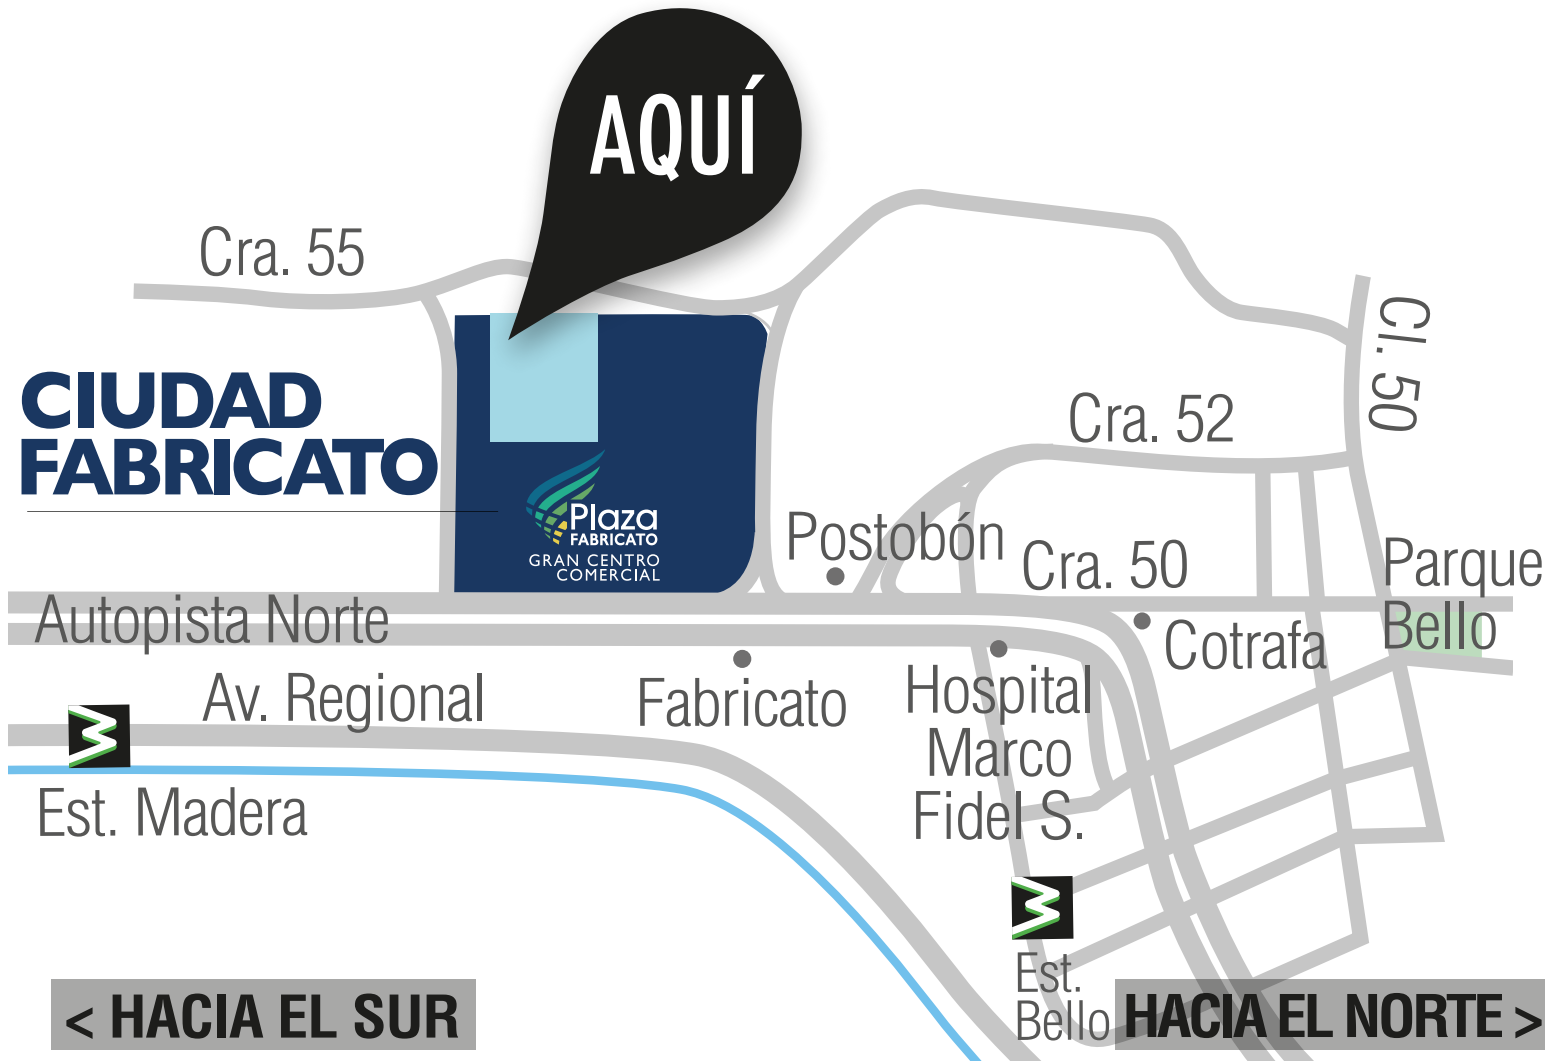 AQUÍ
Cra. 55
Cl. 50
CIUDAD
FABRICATO
Cra. 52
Plaza
FABRICATO
GRAN CENTRO
COMERCIAL
Postobón
Cra. 50
Parque
Bello
Autopista Norte
Cotrafa
Av. Regional
Fabricato
Hospital
Marco
Fidel S.
Est. Madera
Est.
Bello
< HACIA EL SUR
HACIA EL NORTE >